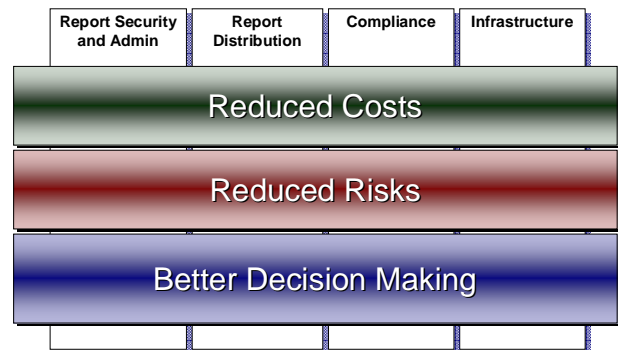 Report Security
and Admin
Report
Distribution
Compliance
Infrastructure
Reduced Costs
Reduced Risks
Better Decision Making